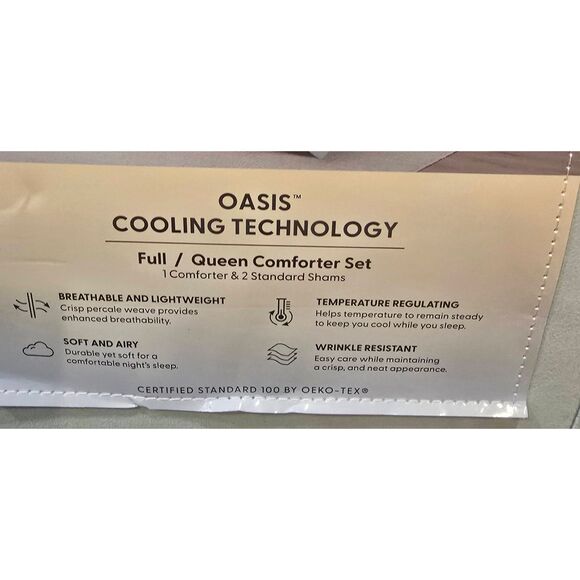 OASIS™
COOLING TECHNOLOGY
Full / Queen Comforter Set
1 Comforter & 2 Standard Shams
BREATHABLE AND LIGHTWEIGHT
Crisp percale weave provides
enhanced breathability.
TEMPERATURE REGULATING
Helps temperature to remain steady
to keep you cool while you sleep.
SOFT AND AIRY
Durable yet soft for a
comfortable night's sleep.
WRINKLE RESISTANT
Easy care while maintaining
a crisp, and neat appearance.
CERTIFIED STANDARD 100 BY OEKO-TEX®